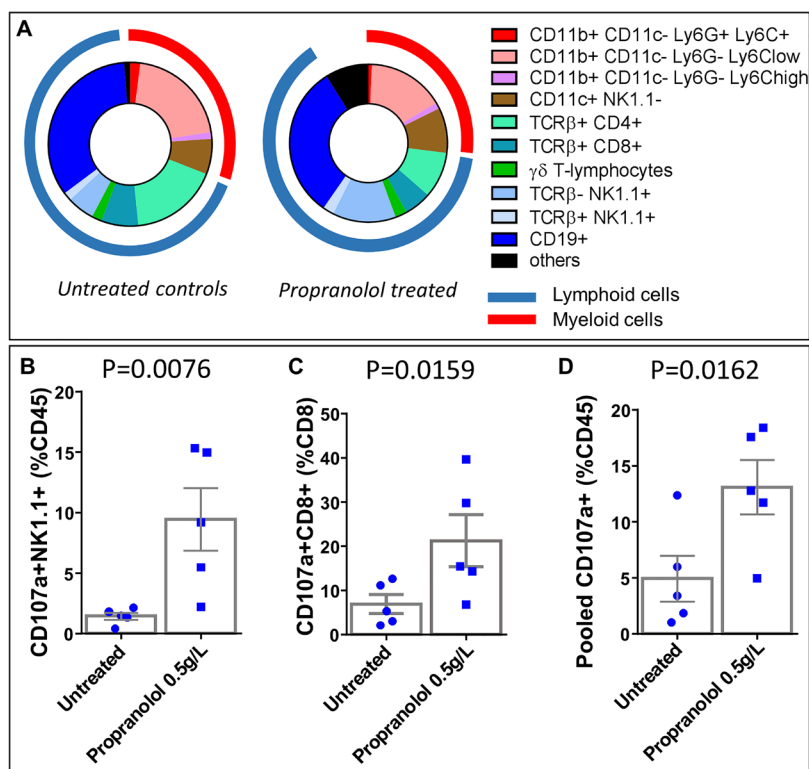 A
CD11b+ CD11c- Ly6G+ Ly6C+
CD11b+ CD11c- Ly6G- Ly6Clow
CD11b+ CD11c- Ly6G- Ly6Chigh
CD11c+ NK1.1-
TCRβ+ CD4+
TCRβ+ CD8+
γδ T-lymphocytes
TCRβ- NK1.1+
TCRβ+ NK1.1+
CD19+
others
Untreated controls
Propranolol treated
Lymphoid cells
Myeloid cells
B
P=0.0076
CD107a+NK1.1+ (%CD45)
20
15
10
5
0
Untreated
Propranolol 0.5g/L
C
P=0.0159
CD107a+CD8+ (%CD8)
50
40
30
20
10
0
Untreated
Propranolol 0.5g/L
D
P=0.0162
Pooled CD107a+ (%CD45)
20
15
10
5
0
Untreated
Propranolol 0.5g/L